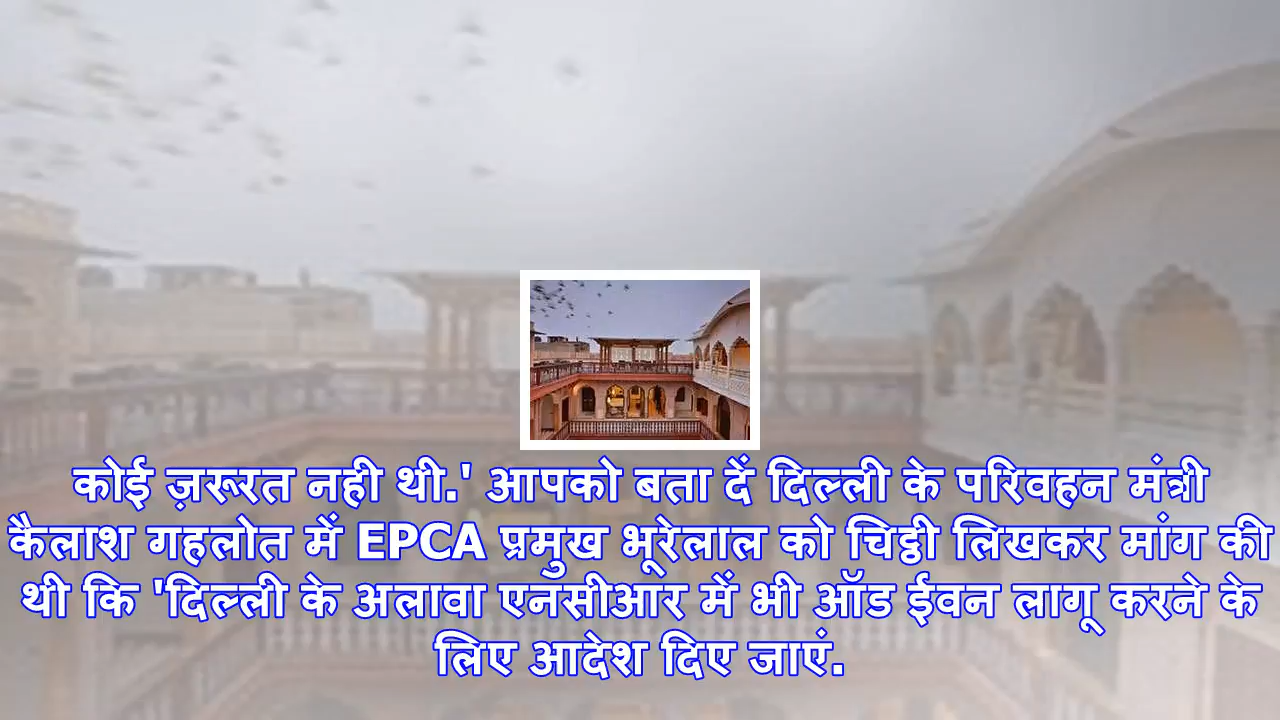 कोई ज़रूरत नही थी.' आपको बता दें दिल्ली के परिवहन मंत्री
कैलाश गहलोत में EPCA प्रमुख भूरेलाल को चिट्ठी लिखकर मांग की
थी कि 'दिल्ली के अलावा एनसीआर में भी ऑड ईवन लागू करने के
लिए आदेश दिए जाएं.